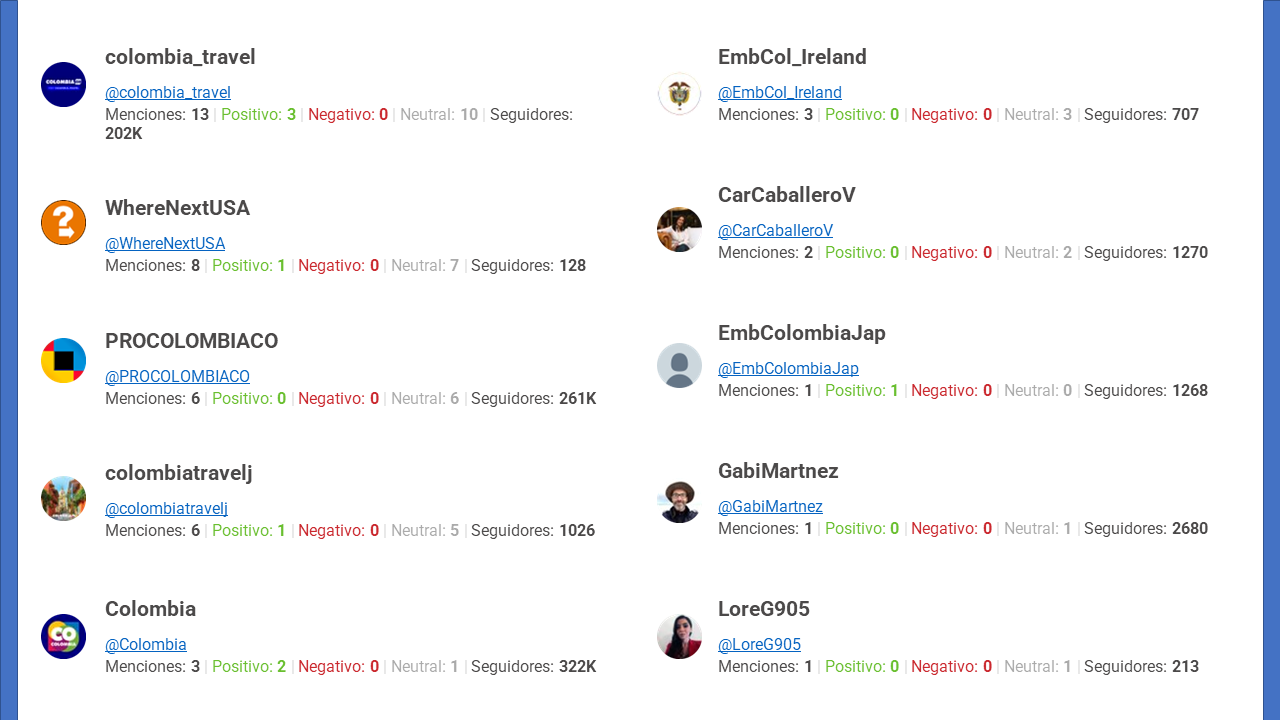 colombia_travel
@colombia_travel
Menciones: 13 | Positivo: 3 | Negativo: 0 | Neutral: 10 | Seguidores:
202K
WhereNextUSA
@WhereNextUSA
Menciones: 8 | Positivo: 1 | Negativo: 0 | Neutral: 7 | Seguidores: 128
PROCOLOMBIACO
@PROCOLOMBIACO
Menciones: 6 | Positivo: 0 | Negativo: 0 | Neutral: 6 | Seguidores: 261K
colombiatravelj
@colombiatravelj
Menciones: 6 | Positivo: 1 | Negativo: 0 | Neutral: 5 | Seguidores: 1026
CO
COLOMBIA
Colombia
@Colombia
Menciones: 3 | Positivo: 2 | Negativo: 0 | Neutral: 1 | Seguidores: 322K
EmbCol_Ireland
@EmbCol_Ireland
Menciones: 3 | Positivo: 0 | Negativo: 0 | Neutral: 3 | Seguidores: 707
CarCaballeroV
@CarCaballeroV
Menciones: 2 | Positivo: 0 | Negativo: 0 | Neutral: 2 | Seguidores: 1270
EmbColombiaJap
@EmbColombiaJap
Menciones: 1 | Positivo: 1 | Negativo: 0 | Neutral: 0 | Seguidores: 1268
GabiMartnez
@GabiMartnez
Menciones: 1 | Positivo: 0 | Negativo: 0 | Neutral: 1 | Seguidores: 2680
LoreG905
@LoreG905
Menciones: 1 | Positivo: 0 | Negativo: 0 | Neutral: 1 | Seguidores: 213